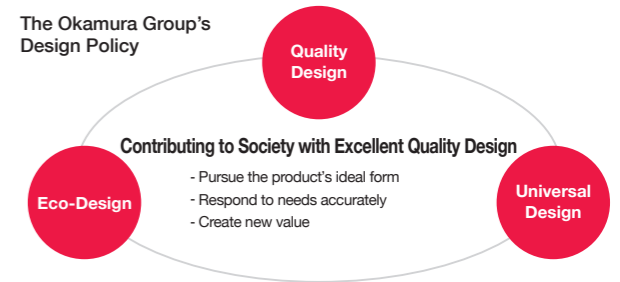 The Okamura Group's
Design Policy
Quality
Design
Contributing to Society with Excellent Quality Design
- Pursue the product's ideal form
- Respond to needs accurately
- Create new value
Eco-Design
Universal
Design